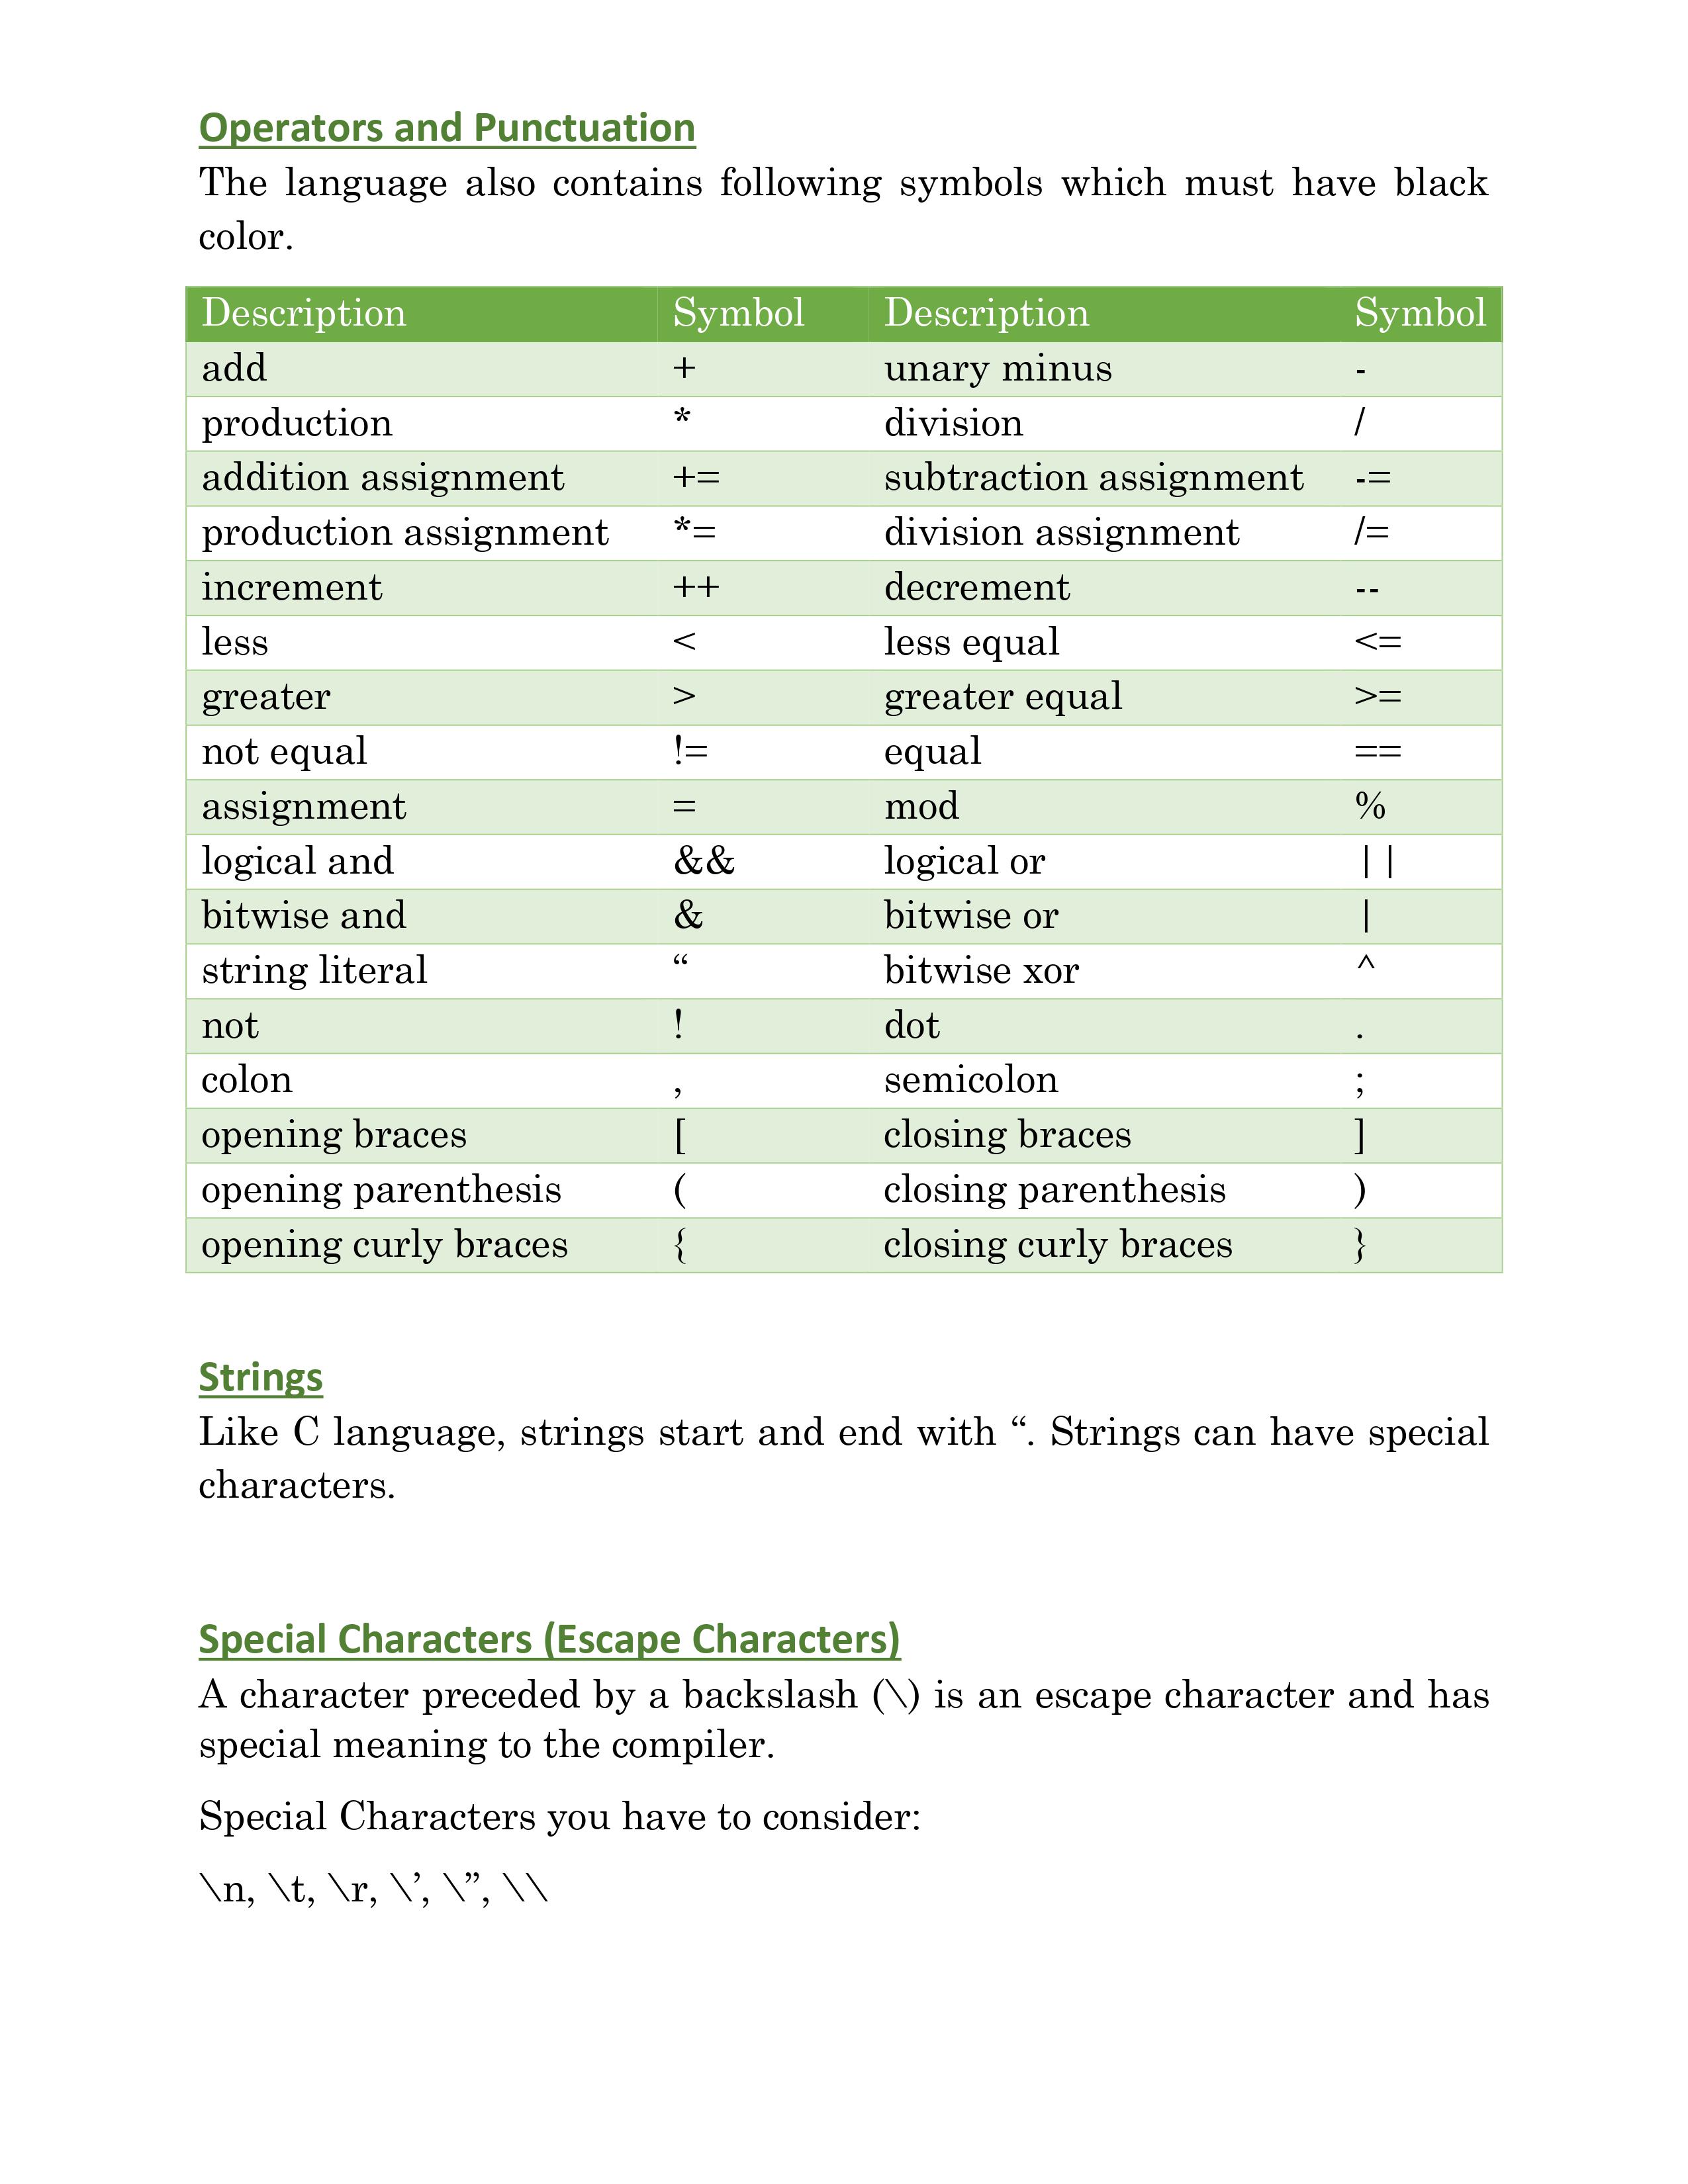 Operators and Punctuation
The language also contains following symbols which must have black
color.
Description Symbol Description Symbol
add + unary minus -
production * division /
addition assignment += subtraction assignment -=
production assignment *= division assignment /=
increment ++ decrement --
less < less equal <=
greater > greater equal >=
not equal != equal ==
assignment = mod %
logical and && logical or ||
bitwise and & bitwise or |
string literal “ bitwise xor ^
not ! dot .
colon , semicolon ;
opening braces [ closing braces ]
opening parenthesis ( closing parenthesis )
opening curly braces { closing curly braces }
Strings
Like C language, strings start and end with “. Strings can have special
characters.
Special Characters (Escape Characters)
A character preceded by a backslash (\) is an escape character and has
special meaning to the compiler.
Special Characters you have to consider:
\n, \t, \r, \’, \”, \\